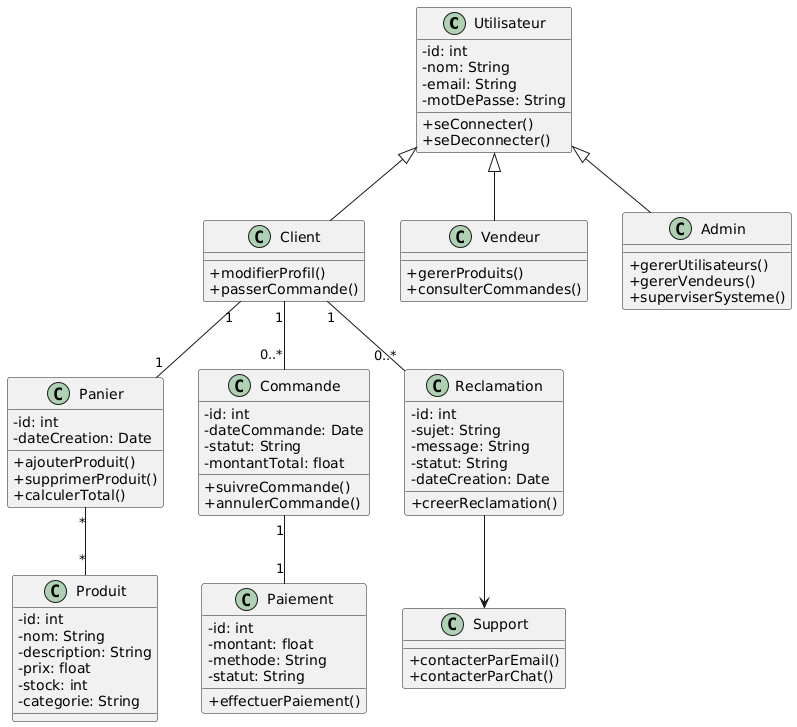 C Utilisateur
-id: int
-nom: String
-email: String
-motDePasse: String
+seConnecter()
+seDeconnecter()
C Client
+modifierProfil()
+passerCommande()
C Vendeur
+gererProduits()
+consulterCommandes()
C Admin
+gererUtilisateurs()
+gererVendeurs()
+superviserSysteme()
1
1
1
1
0..*
0..*
C Panier
-id: int
-dateCreation: Date
+ajouterProduit()
+supprimerProduit()
+calculerTotal()
C Commande
-id: int
-dateCommande: Date
-statut: String
-montantTotal: float
+suivreCommande()
+annulerCommande()
C Reclamation
-id: int
-sujet: String
-message: String
-statut: String
-dateCreation: Date
+creerReclamation()
*
*
1
1
C Produit
-id: int
-nom: String
-description: String
-prix: float
-stock: int
-categorie: String
C Paiement
-id: int
-montant: float
-methode: String
-statut: String
+effectuerPaiement()
C Support
+contacterParEmail()
+contacterParChat()